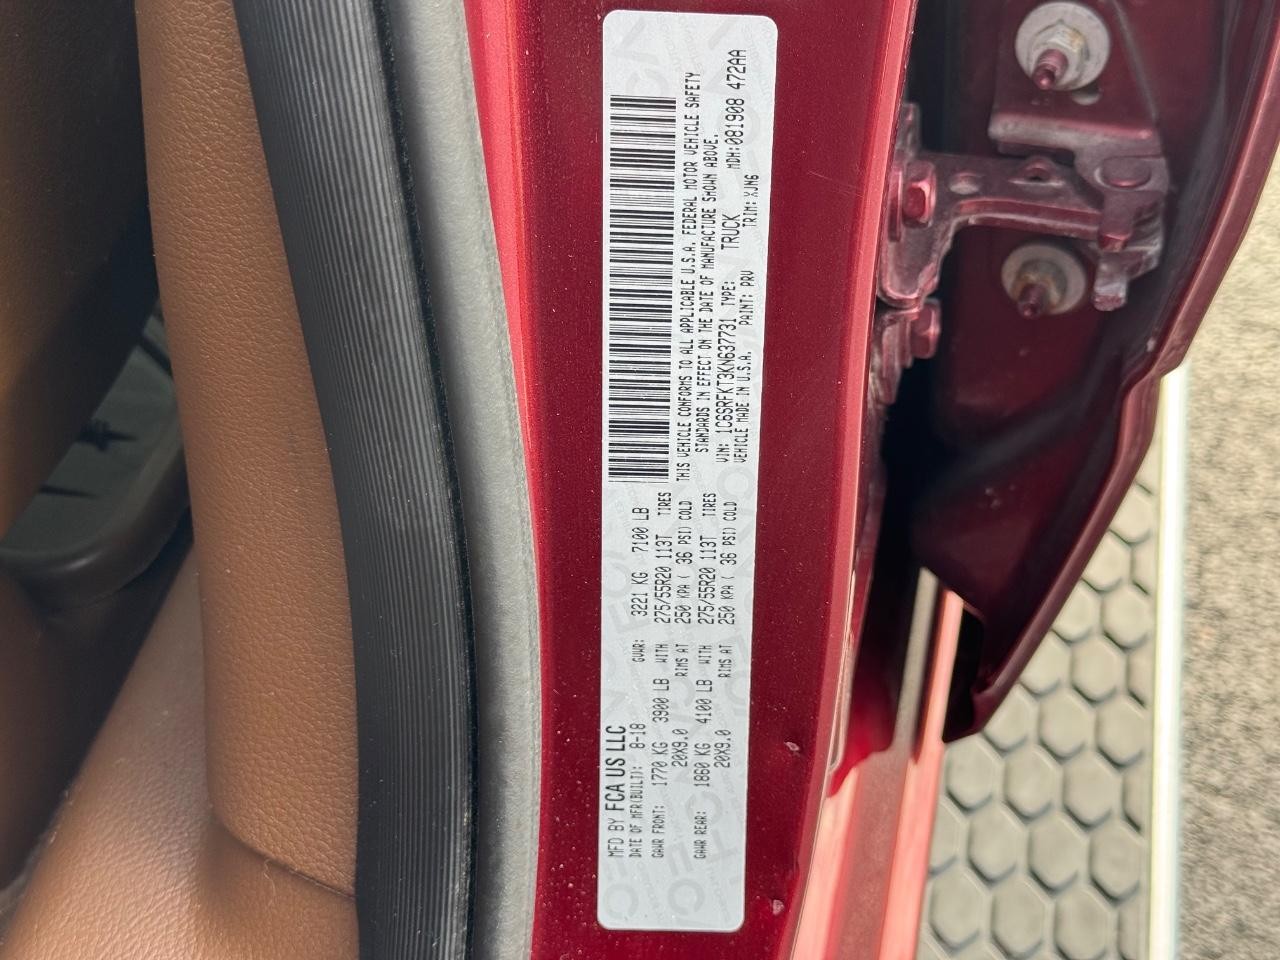 MFD BY FCA US LLC
DATE OF MFR(BUILT): 8-18 GVWR: 3221 KG 7100 LB
GAWR FRONT: 1770 KG 3900 LB WITH 275/55R20 113T TIRES
20X9.0 RIMS AT 250 KPA ( 36 PSI) COLD
GAWR REAR: 1860 KG 4100 LB WITH 275/55R20 113T TIRES
20X9.0 RIMS AT 250 KPA ( 36 PSI) COLD
THIS VEHICLE CONFORMS TO ALL APPLICABLE U.S.A. FEDERAL MOTOR VEHICLE SAFETY
STANDARDS IN EFFECT ON THE DATE OF MANUFACTURE SHOWN ABOVE.
VIN: 1C6SRFKT3KN637731 TYPE: TRUCK MDH:081908 472AA
VEHICLE MADE IN U.S.A. PAINT: PRV TRIM: XJN6